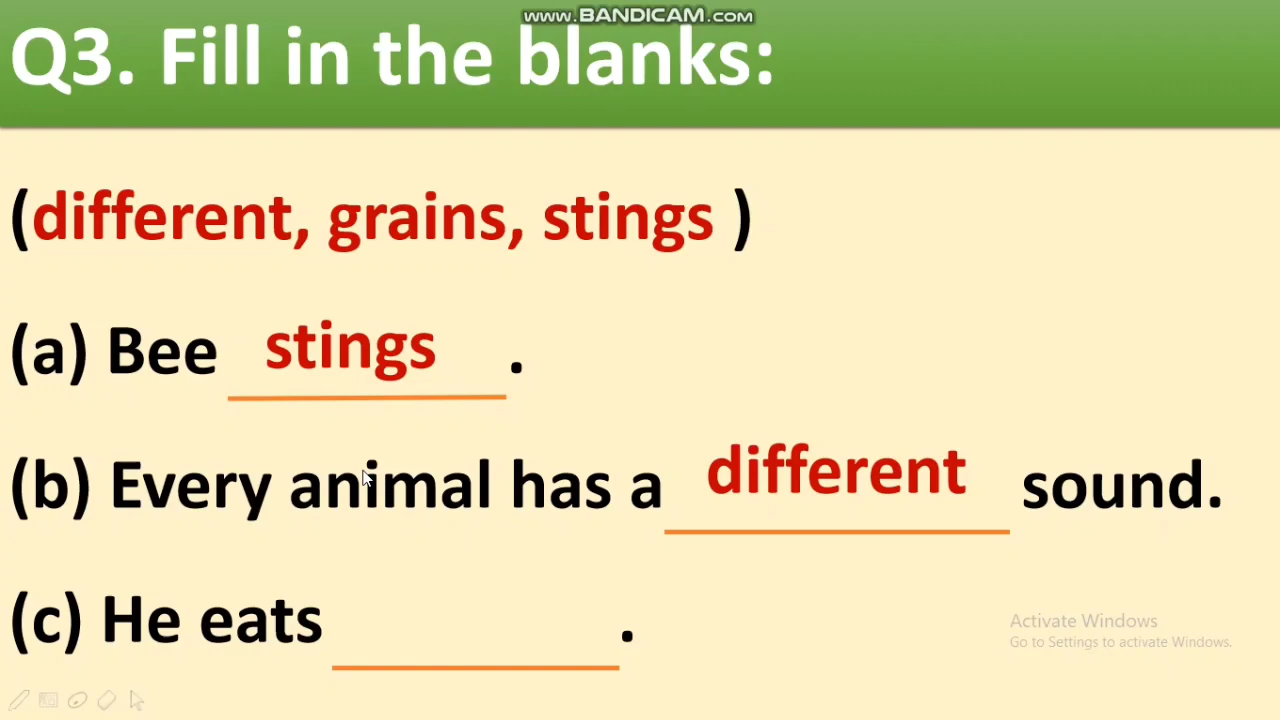 www.BANDICAM.com
Q3. Fill in the blanks:
(different, grains, stings )
(a) Bee stings .
(b) Every animal has a different sound.
(c) He eats .
Activate Windows
Go to Settings to activate Windows.